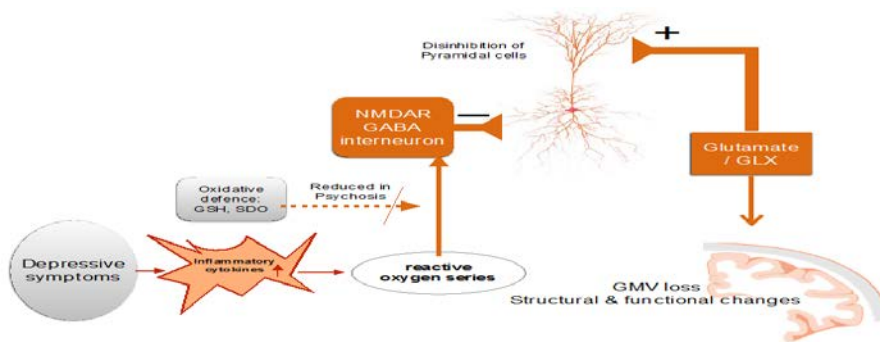 Disinhibition of
Pyramidal cells
+
NMDAR
GABA
interneuron
–
Glutamate
/ GLX
Oxidative
defence:
GSH, SDO
Reduced in
Psychosis
Depressive
symptoms
Inflammatory
cytokines
reactive
oxygen series
GMV loss
Structural & functional changes